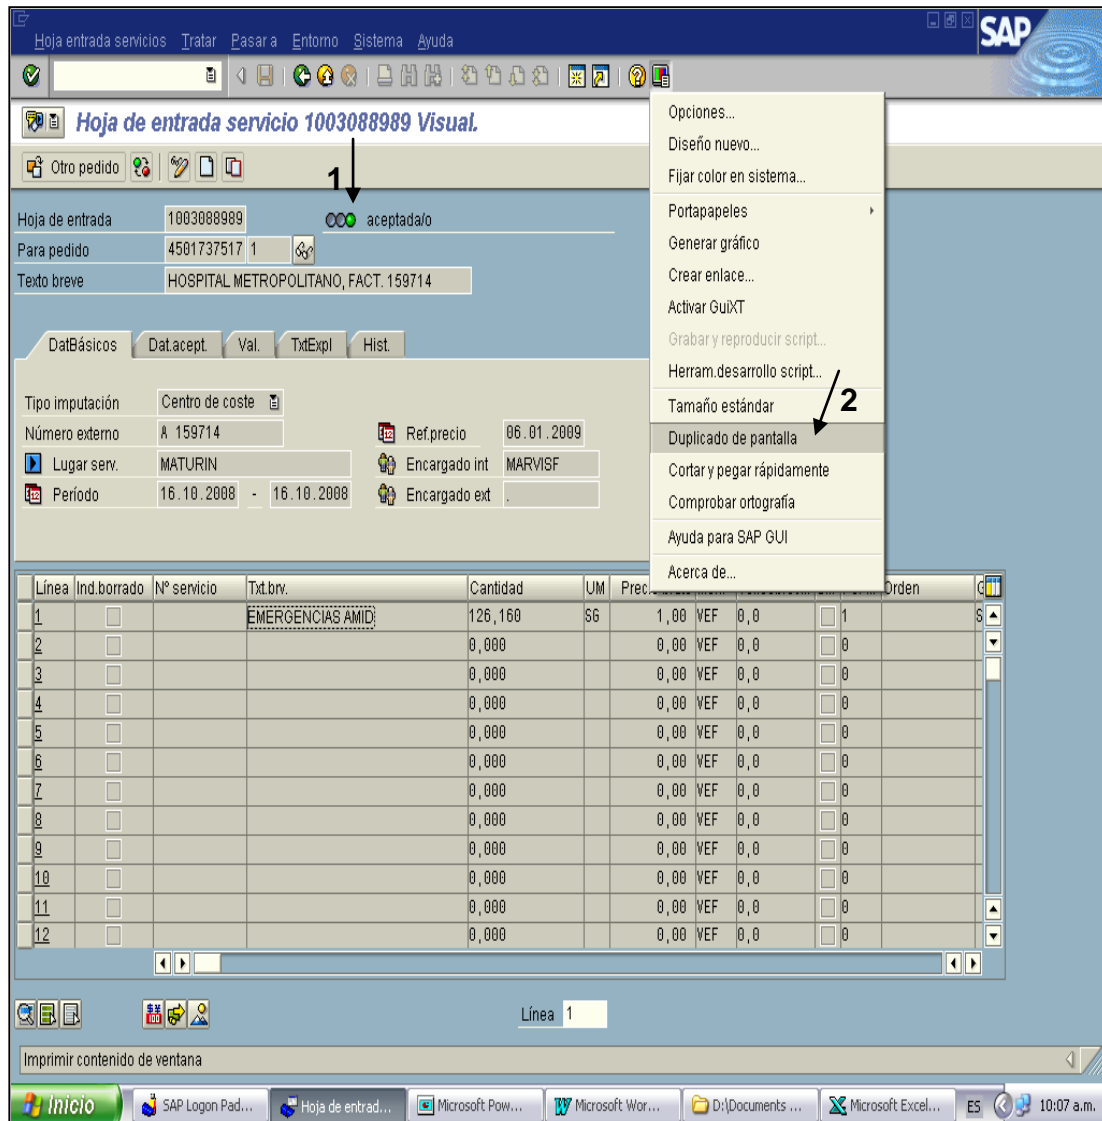 Hoja entrada servicios Tratar Pasar a Entorno Sistema Ayuda
SAP
Hoja de entrada servicio 1003088989 Visual.
Otro pedido
1
Hoja de entrada 1003088989 aceptada/o
Para pedido 4501737517 1
Texto breve HOSPITAL METROPOLITANO, FACT. 159714
DatBásicos Dat.acept. Val. TxtExpl Hist.
Tipo imputación Centro de coste
Número externo A 159714 Ref.precio 06.01.2009
Lugar serv. MATURIN Encargado int MARVISF
Período 16.10.2008 - 16.10.2008 Encargado ext .
Opciones...
Diseño nuevo...
Fijar color en sistema...
Portapapeles
Generar gráfico
Crear enlace...
Activar GuiXT
Grabar y reproducir script...
Herram.desarrollo script...
Tamaño estándar
2
Duplicado de pantalla
Cortar y pegar rápidamente
Comprobar ortografía
Ayuda para SAP GUI
Acerca de...
Línea Ind.borrado Nº servicio Txt.brv. Cantidad UM Orden
1 EMERGENCIAS AMID 126,160 SG 1,00 VEF 0,0 1 S
2 0,000 0,00 VEF 0,0 0
3 0,000 0,00 VEF 0,0 0
4 0,000 0,00 VEF 0,0 0
5 0,000 0,00 VEF 0,0 0
6 0,000 0,00 VEF 0,0 0
7 0,000 0,00 VEF 0,0 0
8 0,000 0,00 VEF 0,0 0
9 0,000 0,00 VEF 0,0 0
10 0,000 0,00 VEF 0,0 0
11 0,000 0,00 VEF 0,0 0
12 0,000 0,00 VEF 0,0 0
Línea 1
Imprimir contenido de ventana
Inicio SAP Logon Pad... Hoja de entrad... Microsoft Pow... Microsoft Wor... D:\Documents ... Microsoft Excel... ES 10:07 a.m.